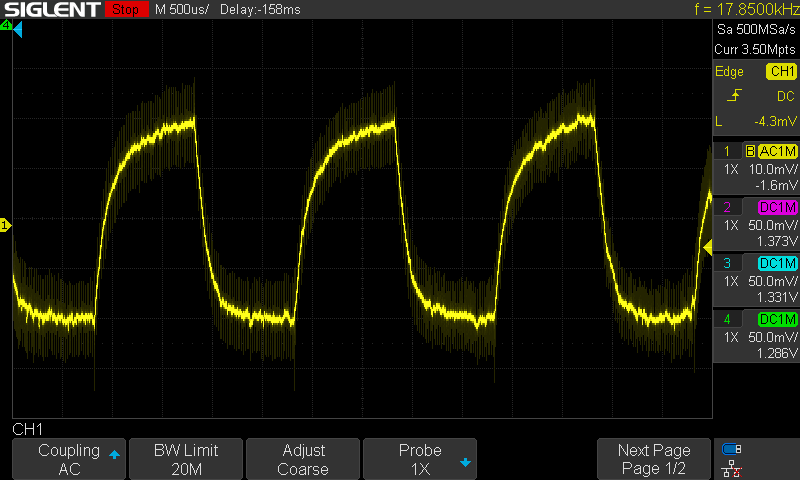 SIGLENT Stop M 500us/ Delay:-158ms f = 17.8500kHz
Sa 500MSa/s
Curr 3.50Mpts
Edge CH1
DC
L -4.3mV
1 B AC1M
1X 10.0mV/
-1.6mV
2 DC1M
1X 50.0mV/
1.373V
3 DC1M
1X 50.0mV/
1.331V
4 DC1M
1X 50.0mV/
1.286V
4
1
CH1
Coupling
AC
BW Limit
20M
Adjust
Coarse
Probe
1X
Next Page
Page 1/2